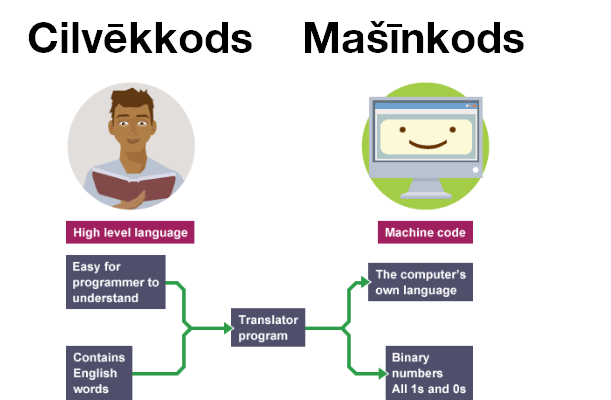 Cilvēkkods
Mašīnkods
High level language
Machine code
Easy for
programmer to
understand
The computer's
own language
Translator
program
Contains
English
words
Binary
numbers
All 1s and 0s